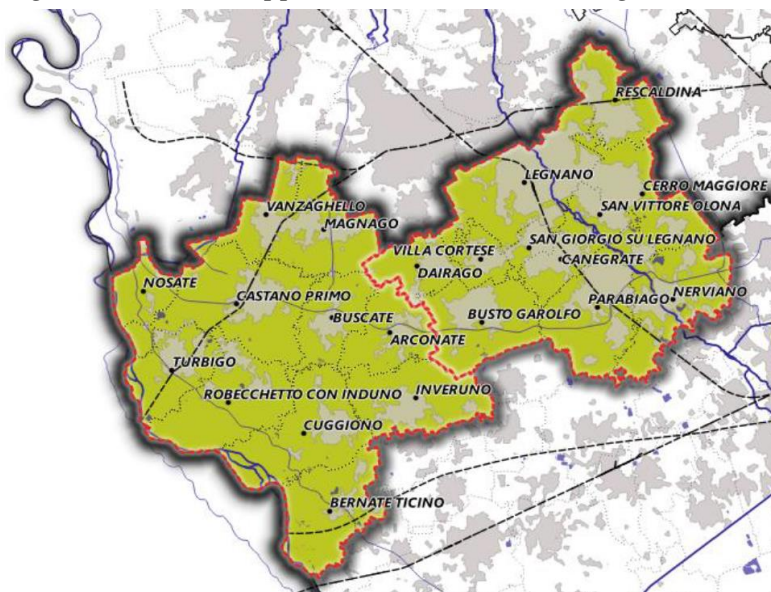 RESCALDINA
LEGNANO
CERRO MAGGIORE
SAN VITTORE OLONA
VANZAGHELLO
MAGNAGO
VILLA CORTESE
SAN GIORGIO SU LEGNANO
CANEGRATE
DAIRAGO
NOSATE
CASTANO PRIMO
BUSCATE
BUSTO GAROLFO
PARABIAGO
NERVIANO
ARCONATE
TURBIGO
ROBECCHETTO CON INDUNO
INVERUNO
CUGGIONO
BERNATE TICINO